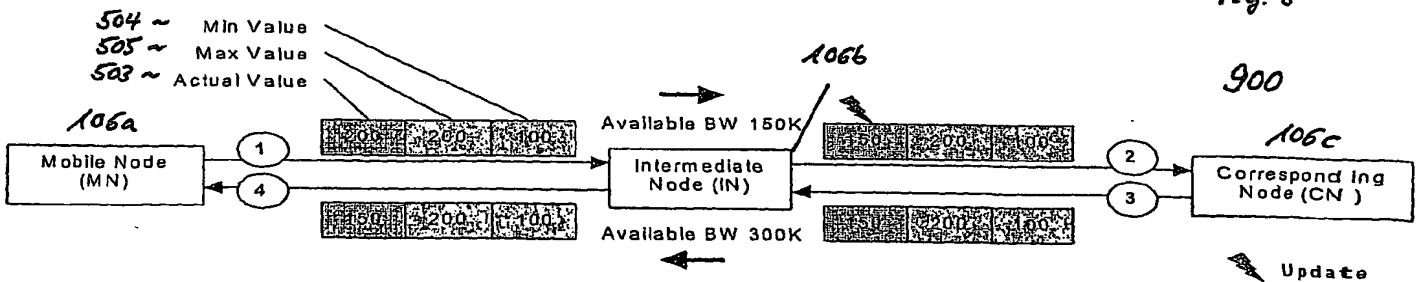 504 ~ Min Value
505 ~ Max Value
503 ~ Actual Value
106b
900
106a
106c
200 200 100
Available BW 150K
150 200 100
Mobile Node
(MN)
1
4
Intermediate
Node (IN)
2
3
Correspond ing
Node (CN )
150 200 100
Available BW 300K
150 200 100
Update